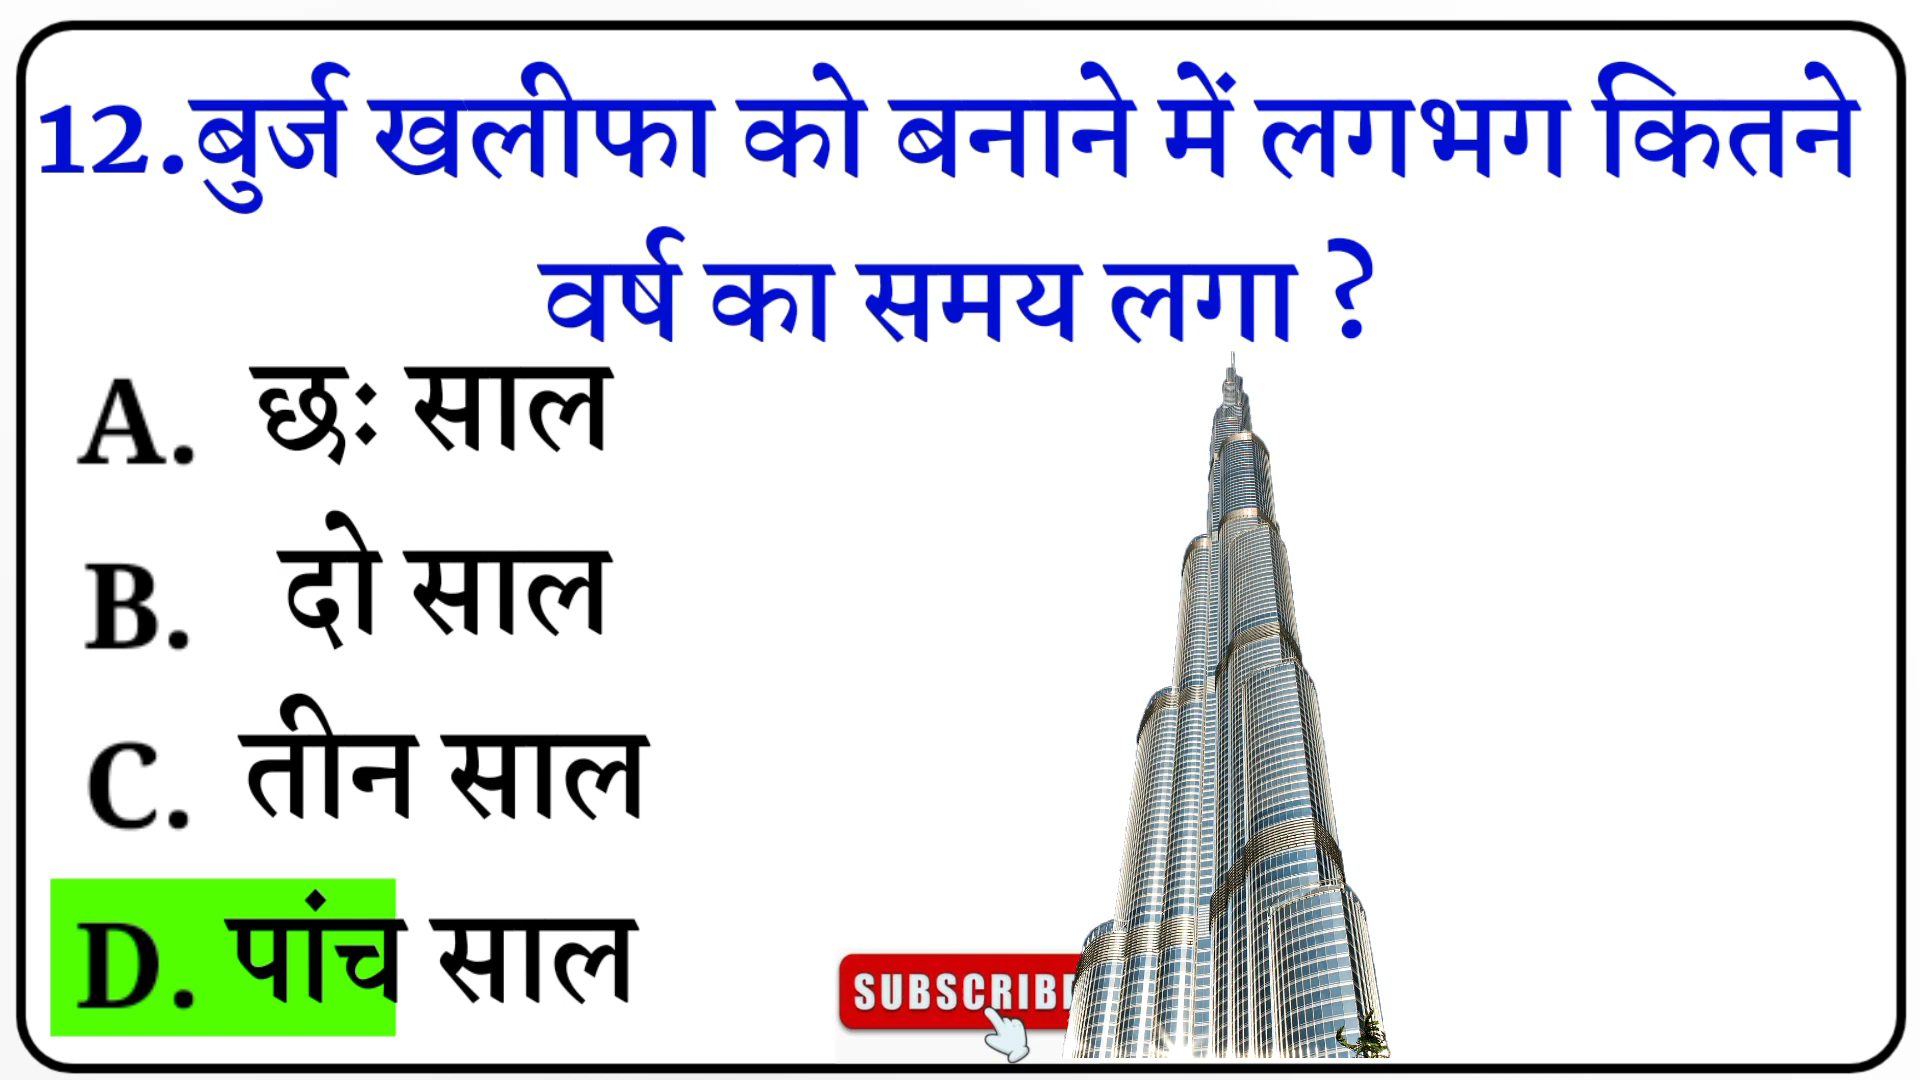 12.बुर्ज खलीफा को बनाने में लगभग कितने
वर्ष का समय लगा ?
A. छः साल
B. दो साल
C. तीन साल
D. पांच साल
SUBSCRIBE